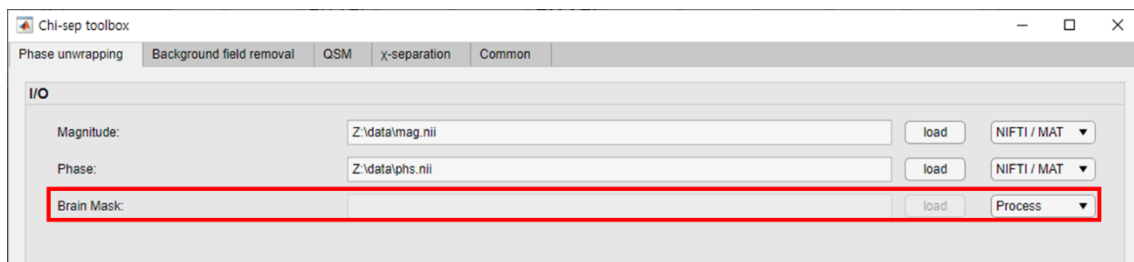 Chi-sep toolbox
Phase unwrapping Background field removal QSM χ-separation Common
I/O
Magnitude: Z:\data\mag.nii load NIFTI / MAT
Phase: Z:\data\phs.nii load NIFTI / MAT
Brain Mask: load Process